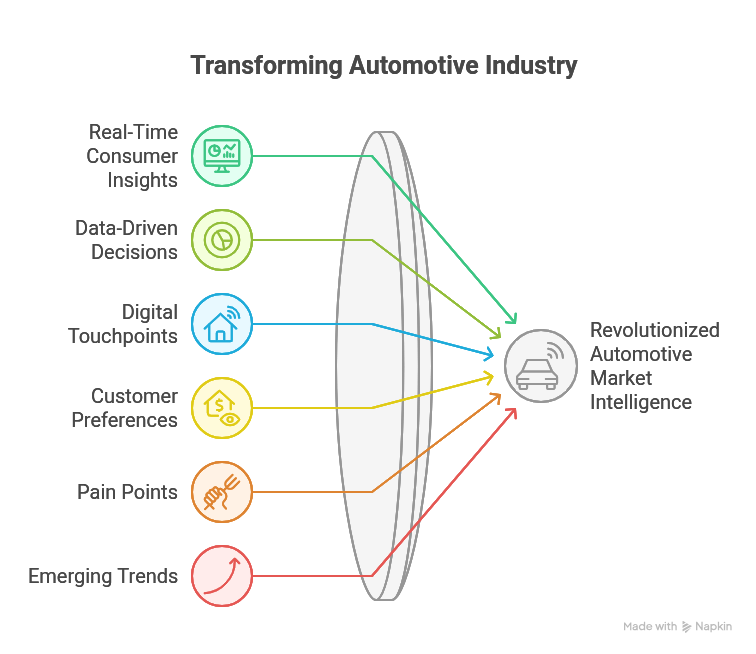 Transforming Automotive Industry
Real-Time
Consumer
Insights
Data-Driven
Decisions
Digital
Touchpoints
Customer
Preferences
Pain Points
Emerging Trends
Revolutionized
Automotive
Market
Intelligence
$
Made with Napkin